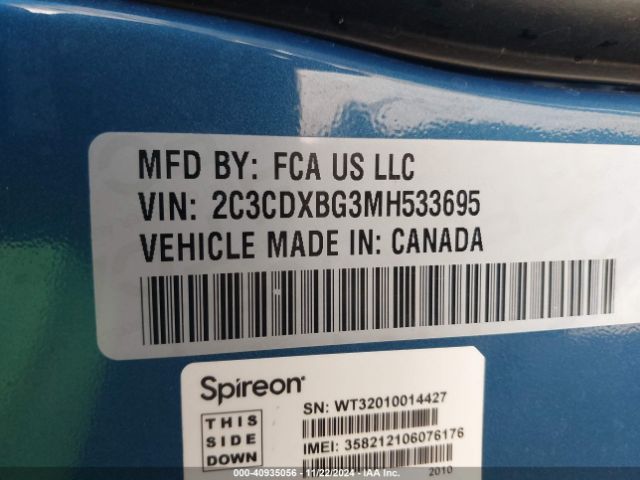 MFD BY: FCA US LLC
VIN: 2C3CDXBG3MH533695
VEHICLE MADE IN: CANADA
Spireon®
THIS
SIDE
DOWN
SN: WT32010014427
IMEI: 358212106076176
2010
000-40935056 - 11/22/2024 - IAA Inc.